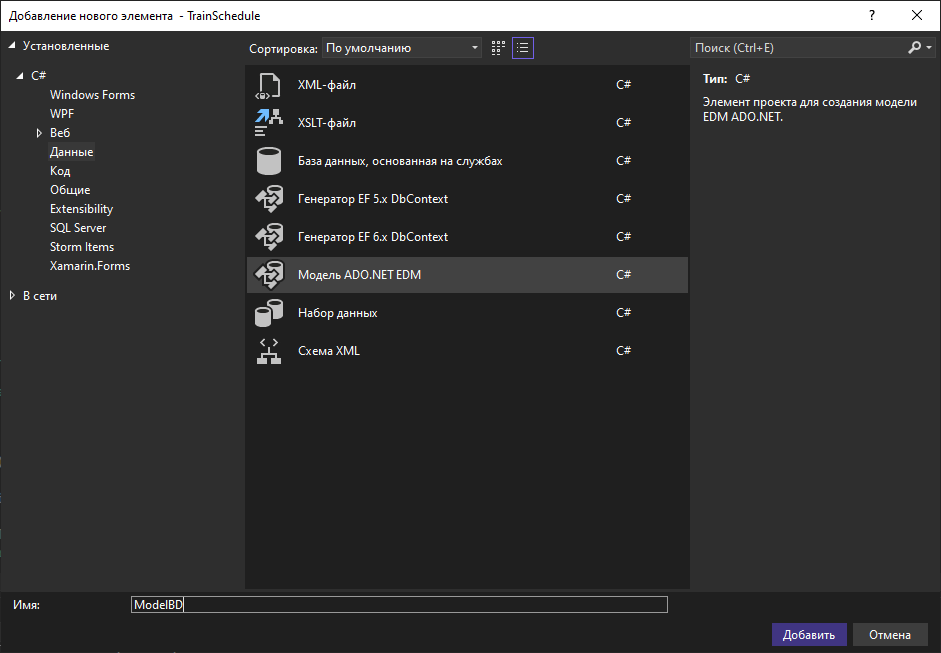 Добавление нового элемента - TrainSchedule
?
Установленные
C#
Windows Forms
WPF
Веб
Данные
Код
Общие
Extensibility
SQL Server
Storm Items
Xamarin.Forms
В сети
Сортировка: По умолчанию
XML-файл C#
XSLT-файл C#
База данных, основанная на службах C#
Генератор EF 5.x DbContext C#
Генератор EF 6.x DbContext C#
Модель ADO.NET EDM C#
Набор данных C#
Схема XML C#
Поиск (Ctrl+E)
Тип: C#
Элемент проекта для создания модели
EDM ADO.NET.
Имя: ModelBD
Добавить Отмена